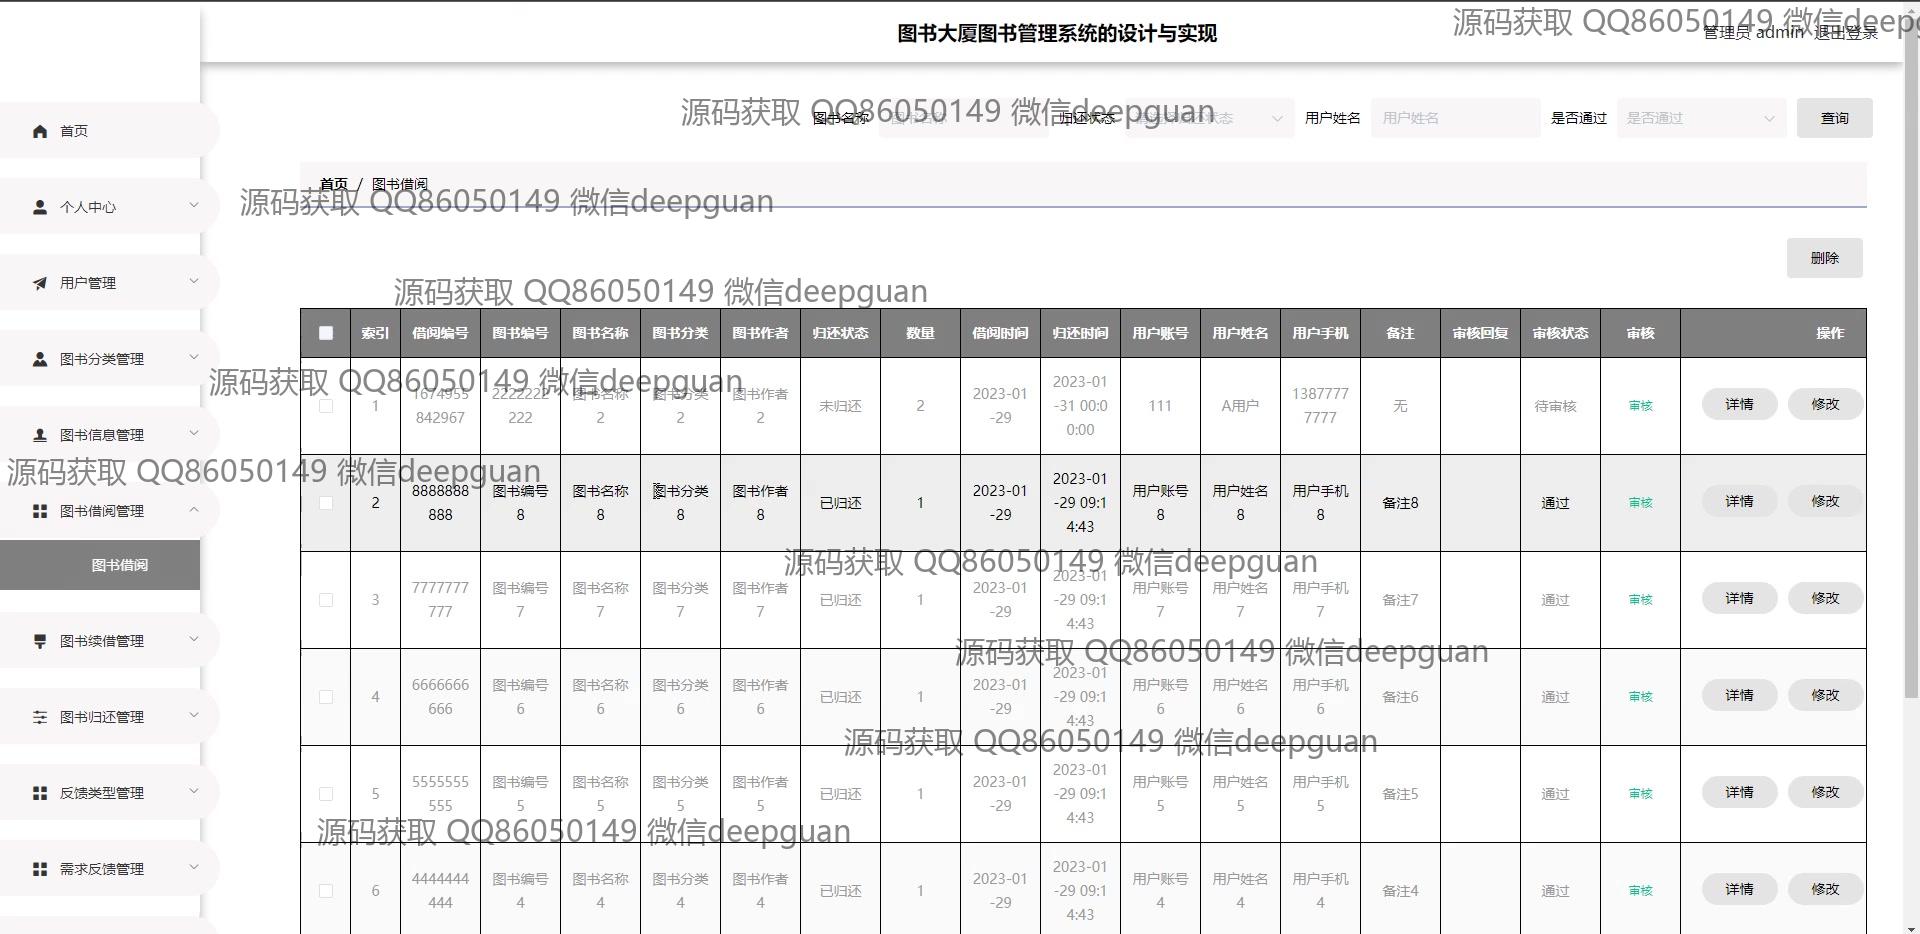 图书大厦图书管理系统的设计与实现
源码获取 QQ86050149 微信deepg
管理员 admin 退出登录
首页
个人中心
用户管理
图书分类管理
图书信息管理
图书借阅管理
图书借阅
图书续借管理
图书归还管理
反馈类型管理
需求反馈管理
源码获取 QQ86050149 微信deepguan
图书名称 图书名称 归还状态 请选择归还状态 用户姓名 用户姓名 是否通过 是否通过 查询
首页 / 图书借阅
源码获取 QQ86050149 微信deepguan
删除
源码获取 QQ86050149 微信deepguan
索引 借阅编号 图书编号 图书名称 图书分类 图书作者 归还状态 数量 借阅时间 归还时间 用户账号 用户姓名 用户手机 备注 审核回复 审核状态 审核 操作
源码获取 QQ86050149 微信deepguan
1 1674955842967 2222222222 图书名称2 图书分类2 图书作者2 未归还 2 2023-01-29 2023-01-31 00:00:00 111 A用户 13877777777 无 待审核 审核 详情 修改
源码获取 QQ86050149 微信deepguan
2 8888888888 图书编号8 图书名称8 图书分类8 图书作者8 已归还 1 2023-01-29 2023-01-29 09:14:43 用户账号8 用户姓名8 用户手机8 备注8 通过 审核 详情 修改
源码获取 QQ86050149 微信deepguan
3 7777777777 图书编号7 图书名称7 图书分类7 图书作者7 已归还 1 2023-01-29 2023-01-29 09:14:43 用户账号7 用户姓名7 用户手机7 备注7 通过 审核 详情 修改
源码获取 QQ86050149 微信deepguan
4 6666666666 图书编号6 图书名称6 图书分类6 图书作者6 已归还 1 2023-01-29 2023-01-29 09:14:43 用户账号6 用户姓名6 用户手机6 备注6 通过 审核 详情 修改
源码获取 QQ86050149 微信deepguan
5 5555555555 图书编号5 图书名称5 图书分类5 图书作者5 已归还 1 2023-01-29 2023-01-29 09:14:43 用户账号5 用户姓名5 用户手机5 备注5 通过 审核 详情 修改
源码获取 QQ86050149 微信deepguan
6 4444444444 图书编号4 图书名称4 图书分类4 图书作者4 已归还 1 2023-01-29 2023-01-29 09:14:43 用户账号4 用户姓名4 用户手机4 备注4 通过 审核 详情 修改